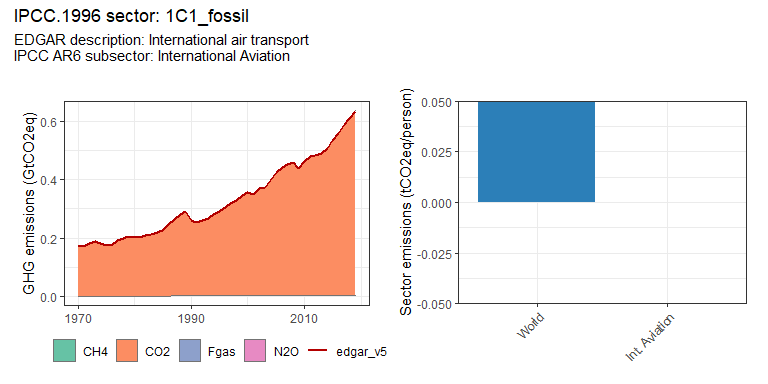 IPCC.1996 sector: 1C1_fossil
EDGAR description: International air transport
IPCC AR6 subsector: International Aviation
GHG emissions (GtCO2eq)
0.6
0.4
0.2
0.0
1970
1990
2010
CH4
CO2
Fgas
N2O
edgar_v5
Sector emissions (tCO2eq/person)
0.050
0.025
0.000
-0.025
-0.050
World
Int. Aviation